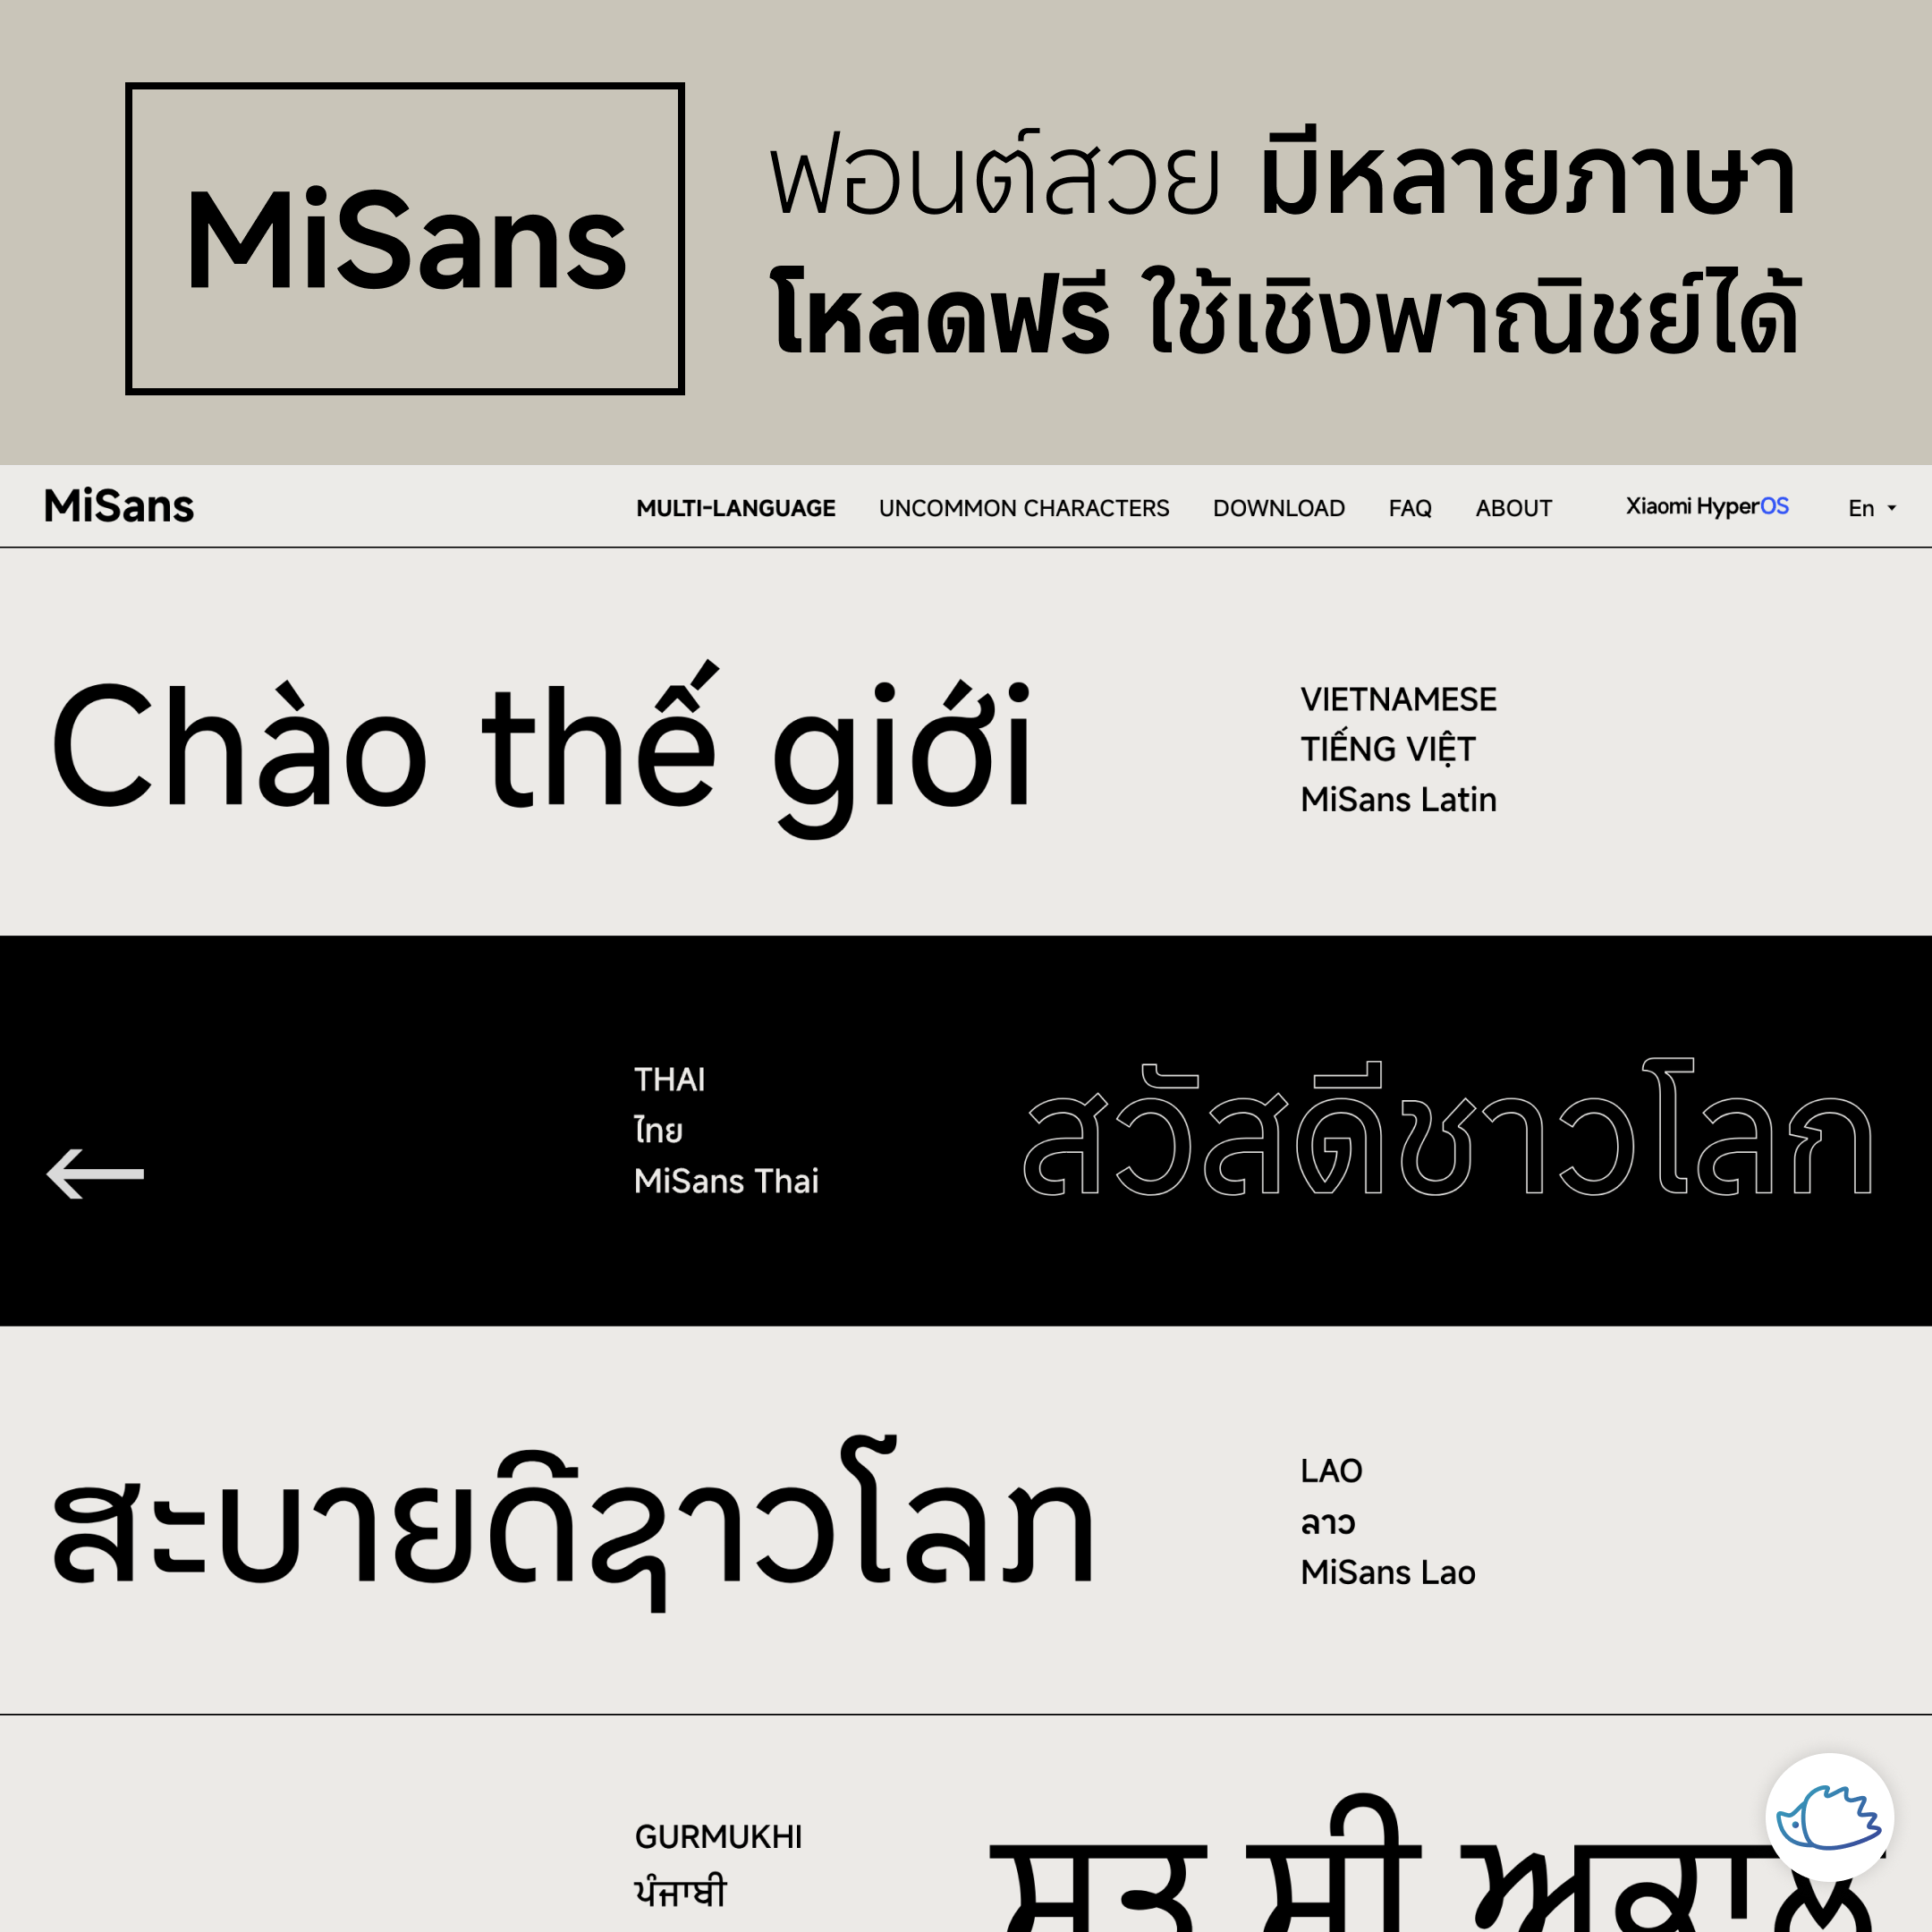 MiSans
ฟอนต์สวย มีหลายภาษา
โหลดฟรี ใช้เชิงพาณิชย์ได้
MiSans
MULTI-LANGUAGE
UNCOMMON CHARACTERS
DOWNLOAD
FAQ
ABOUT
Xiaomi HyperOS
En
Chào thế giới
VIETNAMESE
TIẾNG VIỆT
MiSans Latin
THAI
ไทย
MiSans Thai
สวัสดีชาวโลก
ສະບາຍດີຊາວໂລກ
LAO
ລາວ
MiSans Lao
GURMUKHI
ਪੰਜਾਬੀ
ਸਤ ਸੀ ਅਕਾਲ